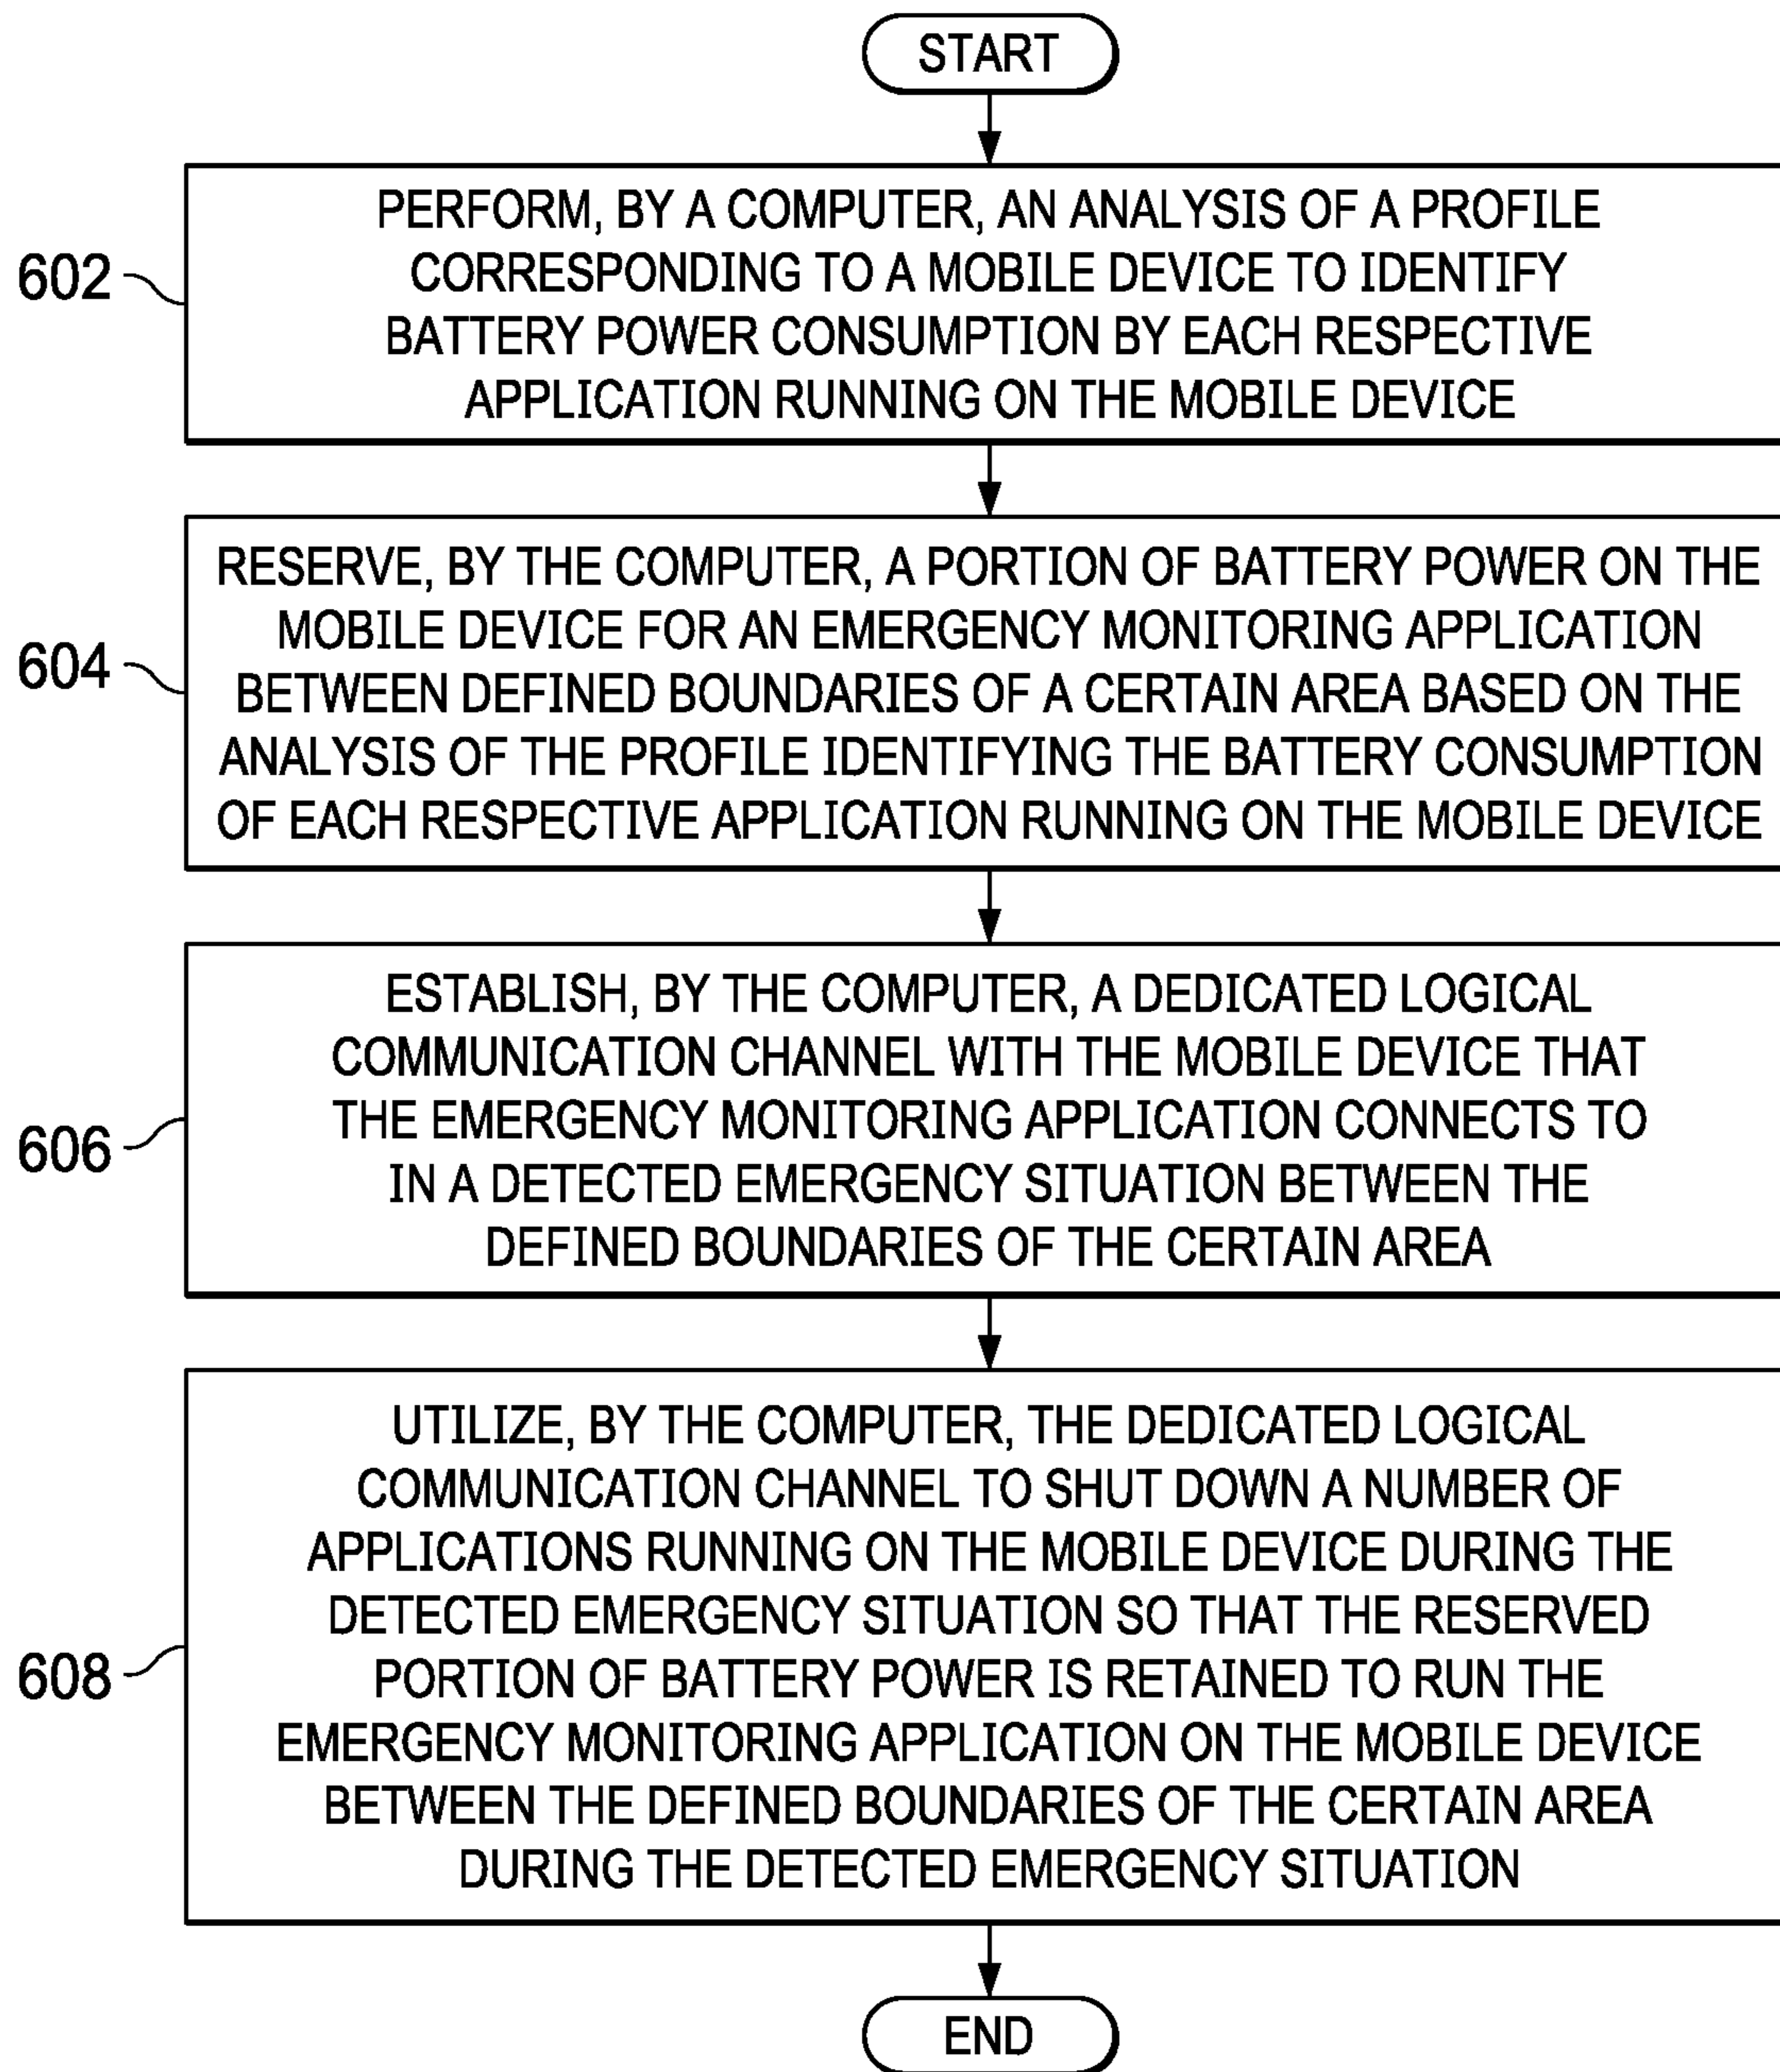 START
PERFORM, BY A COMPUTER, AN ANALYSIS OF A PROFILE
CORRESPONDING TO A MOBILE DEVICE TO IDENTIFY
BATTERY POWER CONSUMPTION BY EACH RESPECTIVE
APPLICATION RUNNING ON THE MOBILE DEVICE
602
RESERVE, BY THE COMPUTER, A PORTION OF BATTERY POWER ON THE
MOBILE DEVICE FOR AN EMERGENCY MONITORING APPLICATION
BETWEEN DEFINED BOUNDARIES OF A CERTAIN AREA BASED ON THE
ANALYSIS OF THE PROFILE IDENTIFYING THE BATTERY CONSUMPTION
OF EACH RESPECTIVE APPLICATION RUNNING ON THE MOBILE DEVICE
604
ESTABLISH, BY THE COMPUTER, A DEDICATED LOGICAL
COMMUNICATION CHANNEL WITH THE MOBILE DEVICE THAT
THE EMERGENCY MONITORING APPLICATION CONNECTS TO
IN A DETECTED EMERGENCY SITUATION BETWEEN THE
DEFINED BOUNDARIES OF THE CERTAIN AREA
606
UTILIZE, BY THE COMPUTER, THE DEDICATED LOGICAL
COMMUNICATION CHANNEL TO SHUT DOWN A NUMBER OF
APPLICATIONS RUNNING ON THE MOBILE DEVICE DURING THE
DETECTED EMERGENCY SITUATION SO THAT THE RESERVED
PORTION OF BATTERY POWER IS RETAINED TO RUN THE
EMERGENCY MONITORING APPLICATION ON THE MOBILE DEVICE
BETWEEN THE DEFINED BOUNDARIES OF THE CERTAIN AREA
DURING THE DETECTED EMERGENCY SITUATION
608
END